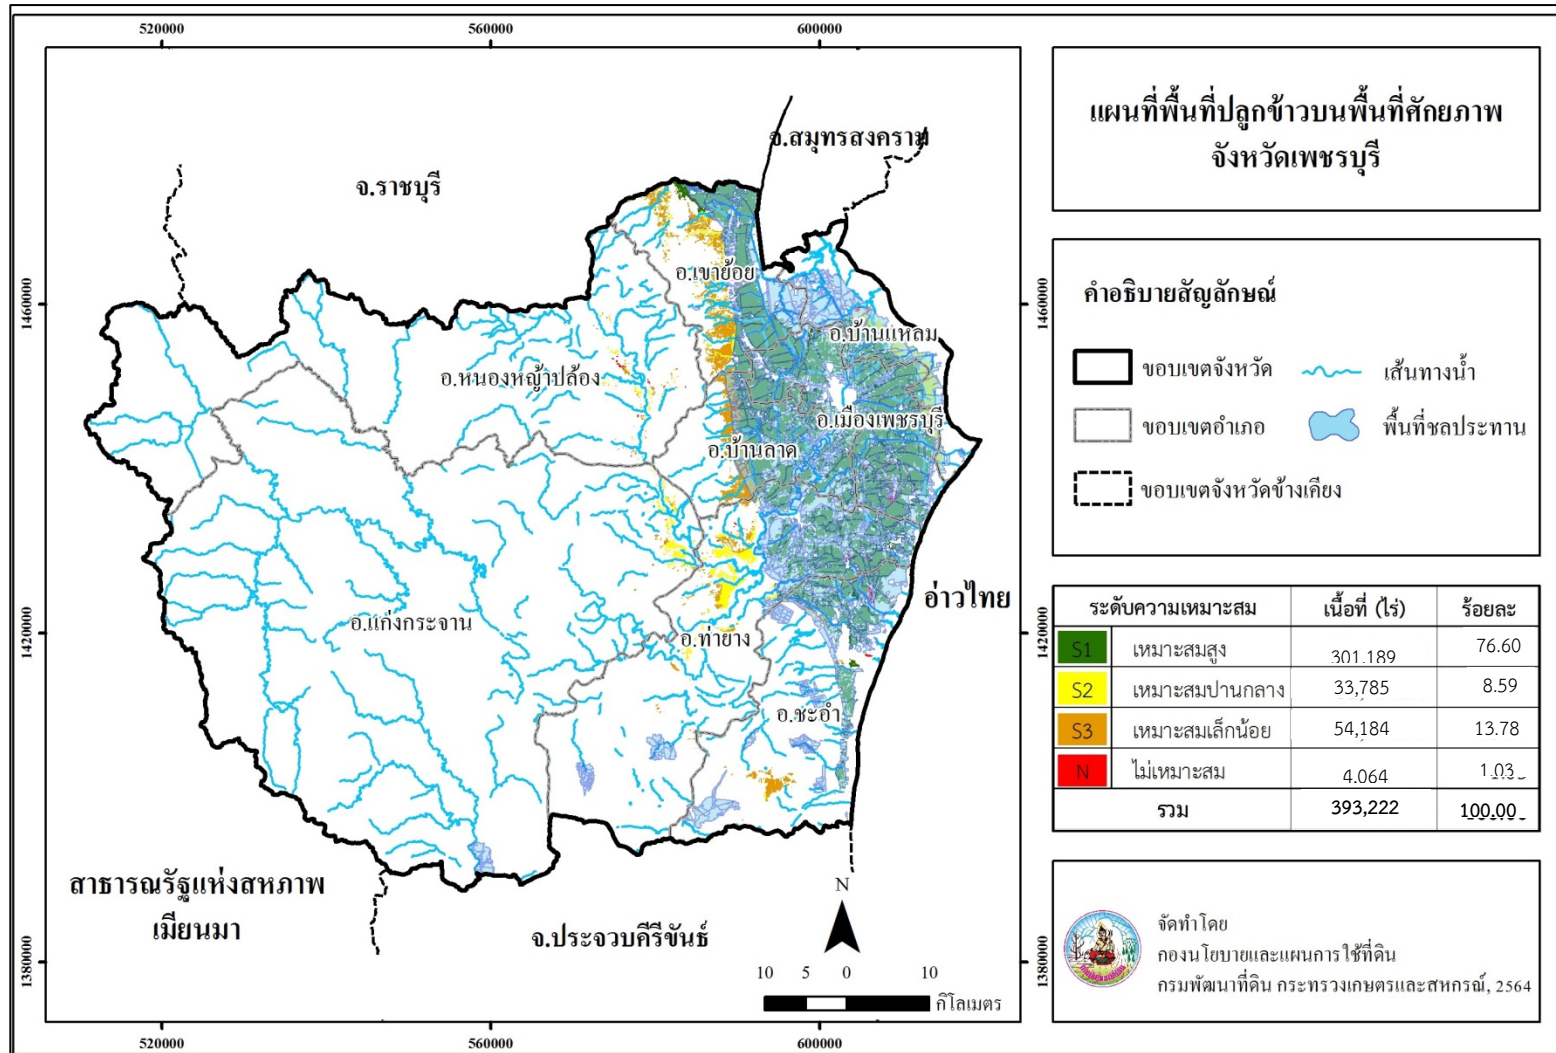 520000
560000
600000
1460000
1420000
1380000
จ.ราชบุรี
จ.สมุทรสงคราม
อ.เขาย้อย
อ.บ้านแหลม
อ.หนองหญ้าปล้อง
อ.เมืองเพชรบุรี
อ.บ้านลาด
อ.แก่งกระจาน
อ.ท่ายาง
อ.ชะอำ
อ่าวไทย
สาธารณรัฐแห่งสหภาพ
เมียนมา
จ.ประจวบคีรีขันธ์
N
10 5 0 10
กิโลเมตร
1460000
1420000
1380000
520000
560000
600000
แผนที่พื้นที่ปลูกข้าวบนพื้นที่ศักยภาพ
จังหวัดเพชรบุรี
คำอธิบายสัญลักษณ์
ขอบเขตจังหวัด
เส้นทางน้ำ
ขอบเขตอำเภอ
พื้นที่ชลประทาน
ขอบเขตจังหวัดข้างเคียง
ระดับความเหมาะสม เนื้อที่ (ไร่) ร้อยละ
S1 เหมาะสมสูง 301.189 76.60
S2 เหมาะสมปานกลาง 33,785 8.59
S3 เหมาะสมเล็กน้อย 54,184 13.78
N ไม่เหมาะสม 4.064 1.03
รวม 393,222 100.00
จัดทำโดย
กองนโยบายและแผนการใช้ที่ดิน
กรมพัฒนาที่ดิน กระทรวงเกษตรและสหกรณ์, 2564